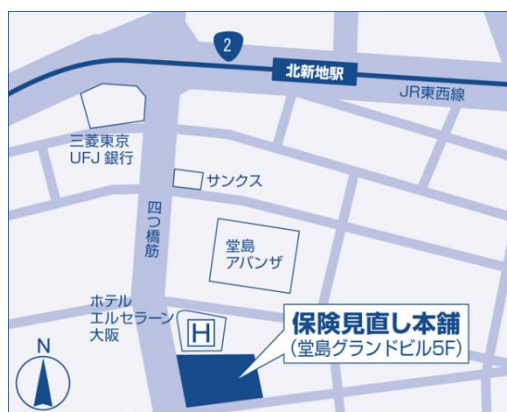 2
北新地駅
JR東西線
三菱東京
UFJ 銀行
サンクス
四つ橋筋
堂島
アバンザ
ホテル
エルセラーン
大阪
H
保険見直し本舗
(堂島グランドビル5F)
N